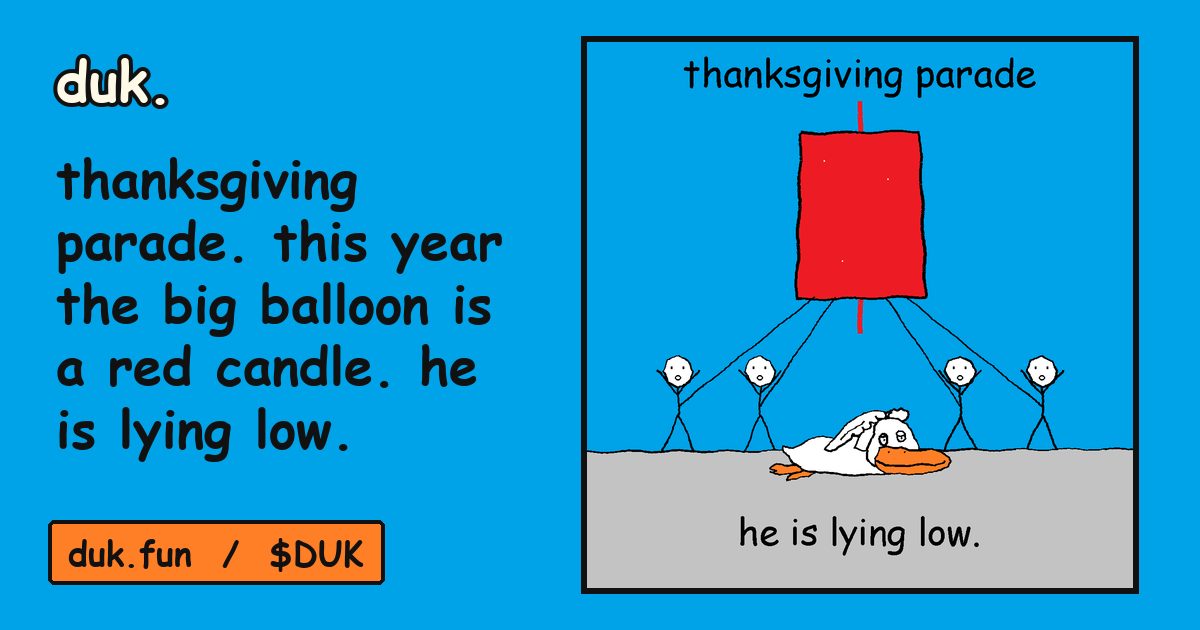 duk.
thanksgiving
parade. this year
the big balloon is
a red candle. he
is lying low.
duk.fun / $DUK
thanksgiving parade
he is lying low.